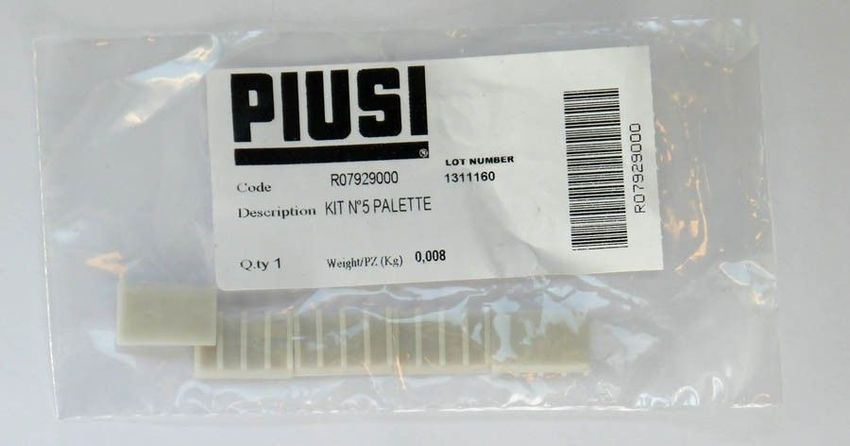 PIUSI
®
LOT NUMBER
Code R07929000 1311160
Description KIT N°5 PALETTE
Q.ty 1 Weight/PZ (Kg) 0,008
R07929000